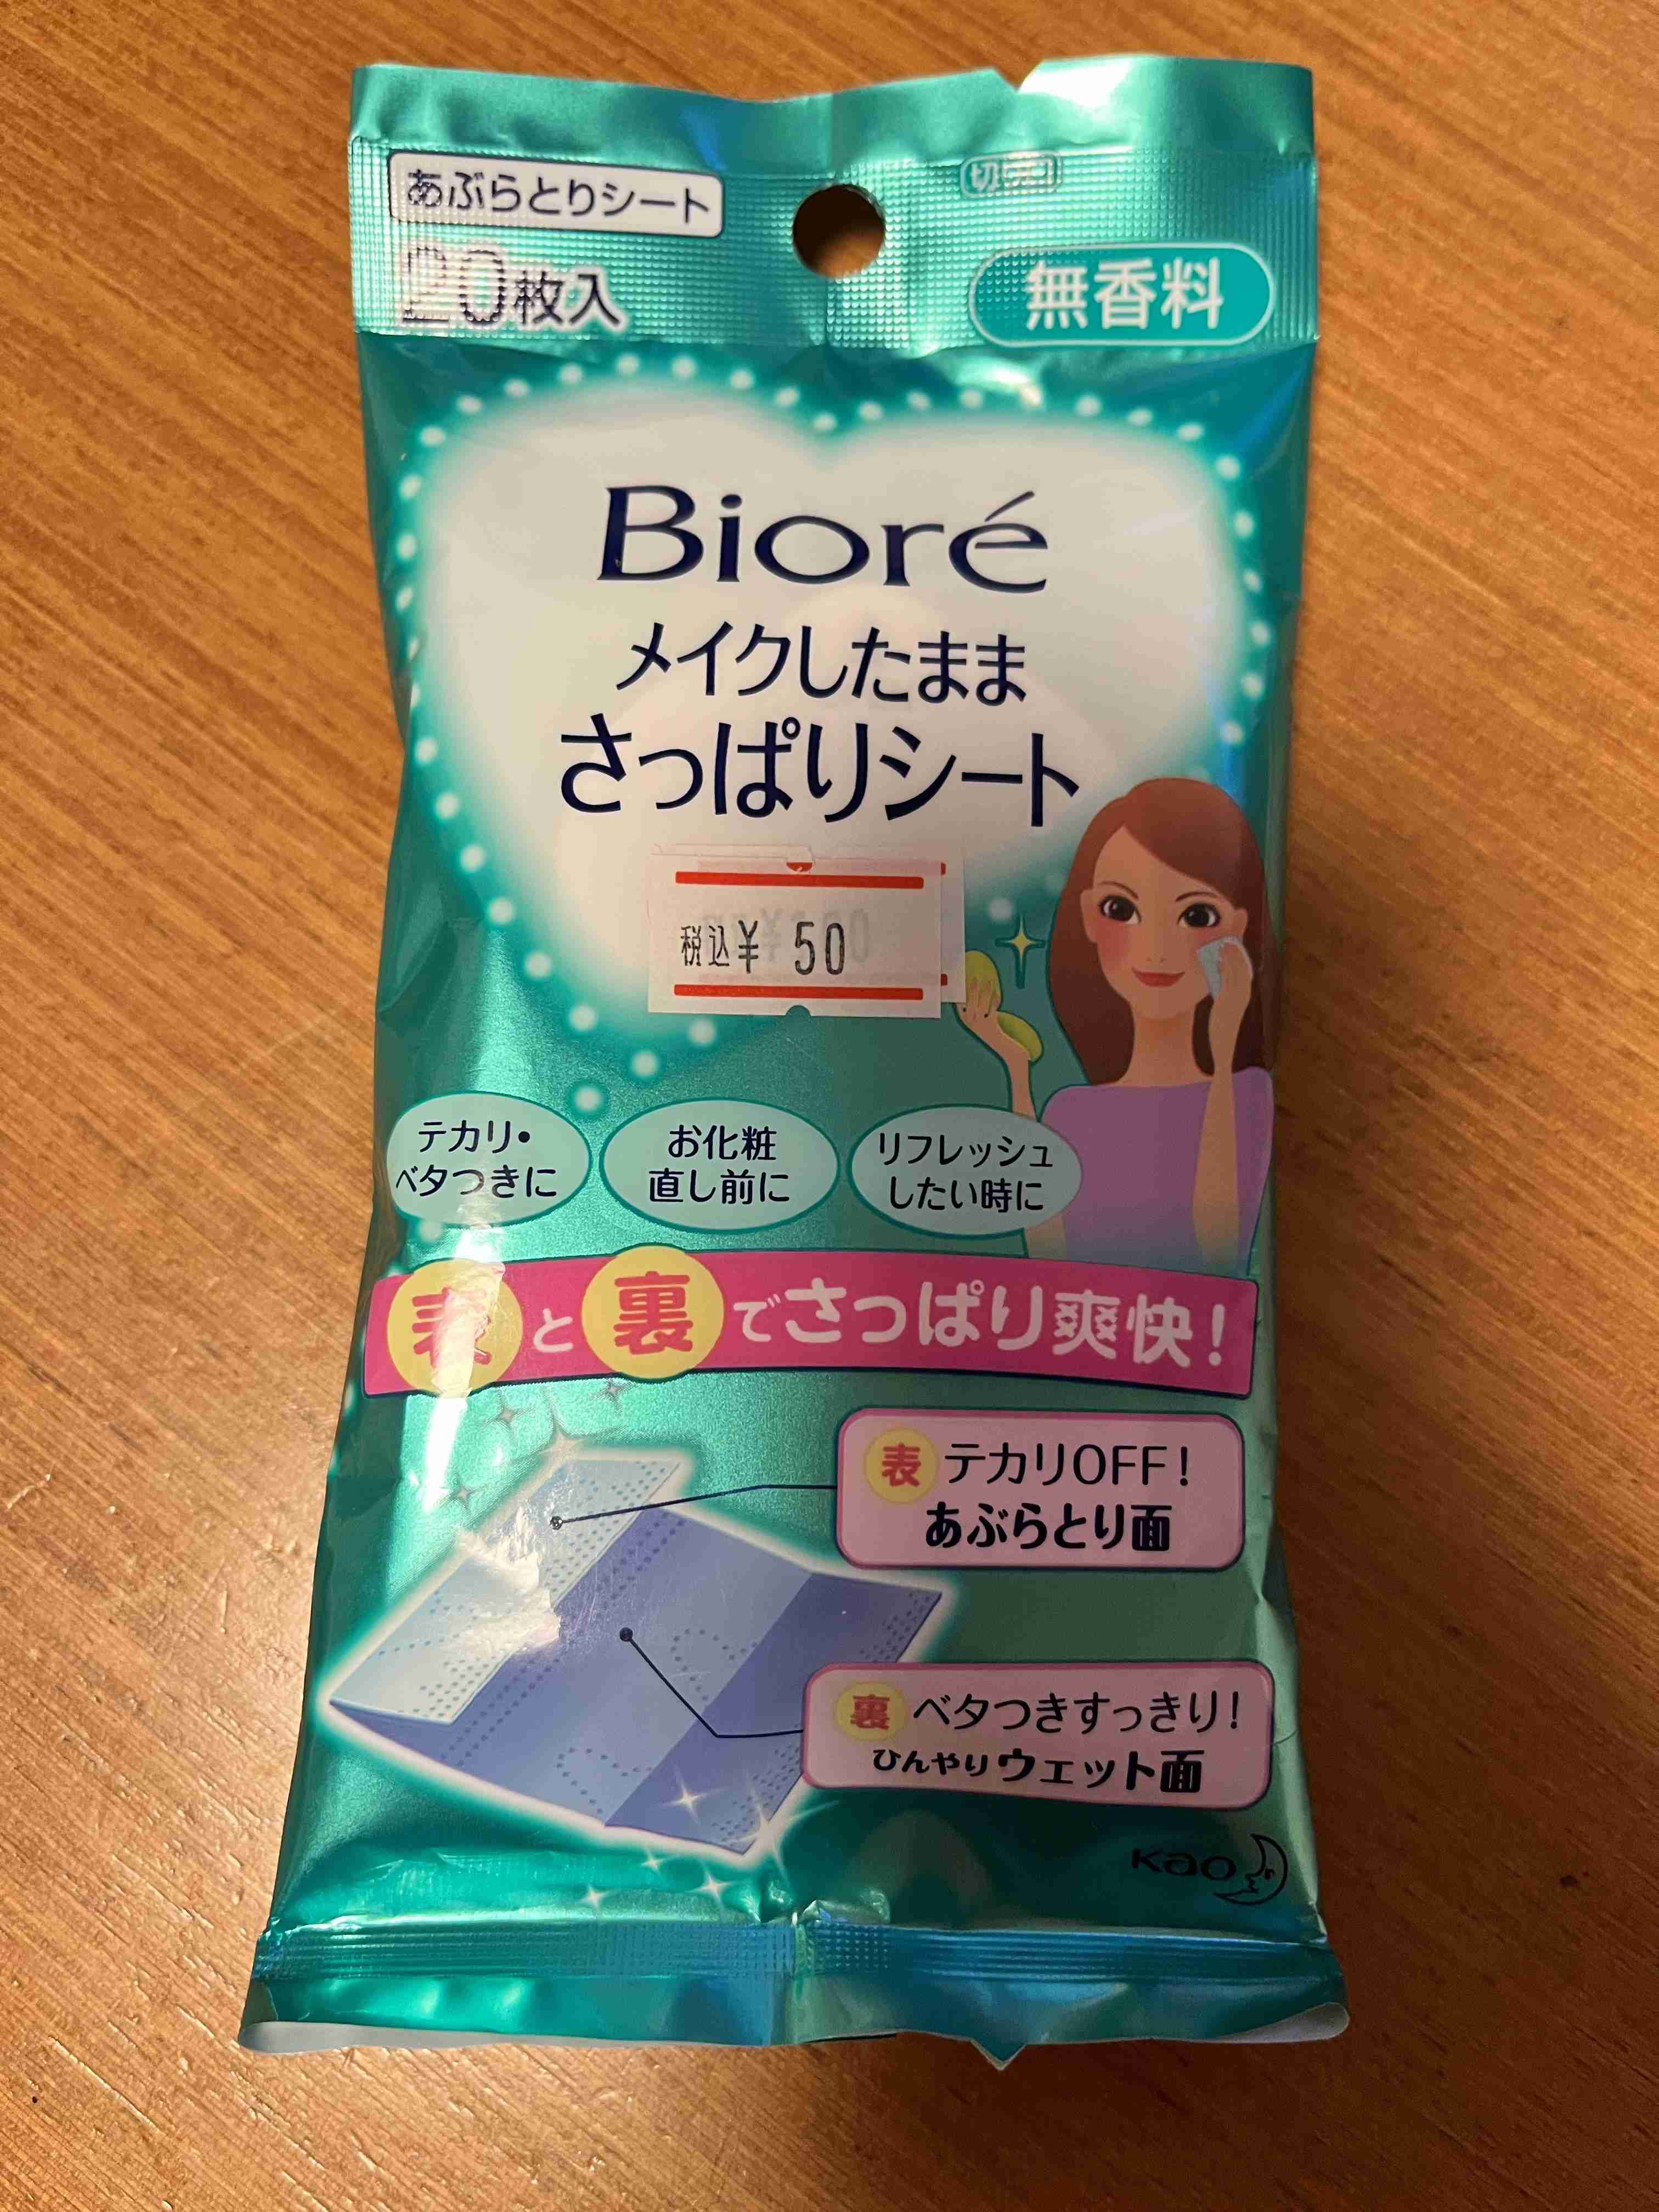 あぶらとりシート
20枚入
無香料
Bioré
メイクしたまま
さっぱりシート
税込¥ 50
テカリ・
ベタつきに
お化粧
直し前に
リフレッシュ
したい時に
表と裏でさっぱり爽快!
表 テカリOFF!
あぶらとり面
裏 ベタつきすっきり!
ひんやりウェット面
Kao